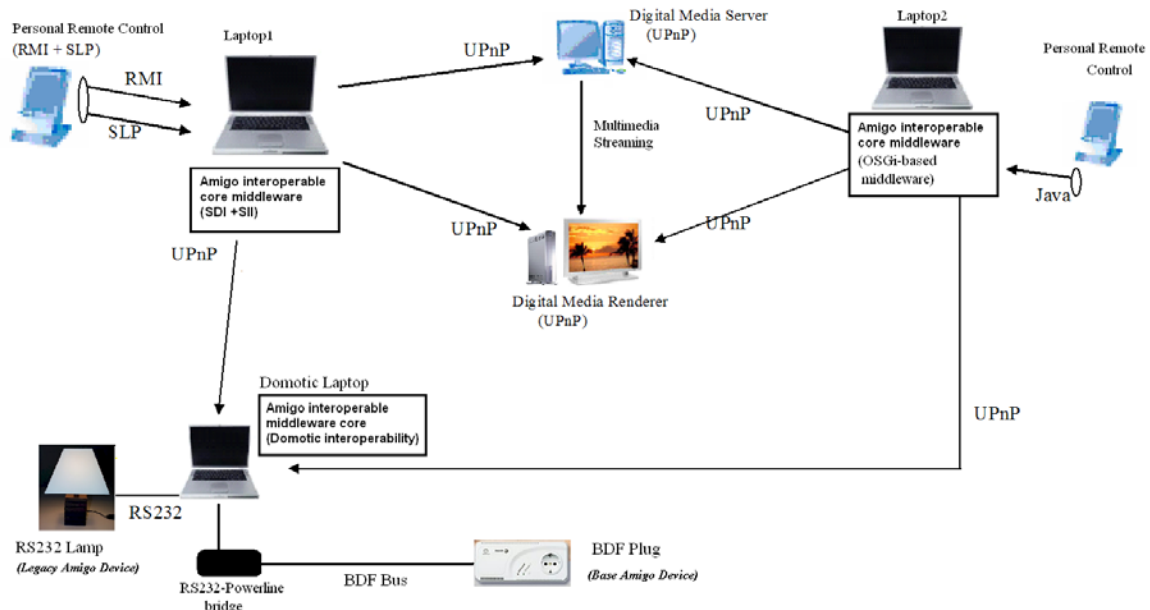 Personal Remote Control
(RMI + SLP)
Laptop1
RMI
SLP
UPnP
Digital Media Server
(UPnP)
Laptop2
Personal Remote
Control
UPnP
Multimedia
Streaming
Amigo interoperable
core middleware
(OSGi-based
middleware)
Java
Amigo interoperable
core middleware
(SDI +SII)
UPnP
UPnP
UPnP
Digital Media Renderer
(UPnP)
Domotic Laptop
Amigo interoperable
middleware core
(Domotic interoperability)
UPnP
RS232
RS232 Lamp
(Legacy Amigo Device)
RS232-Powerline
bridge
BDF Bus
BDF Plug
(Base Amigo Device)